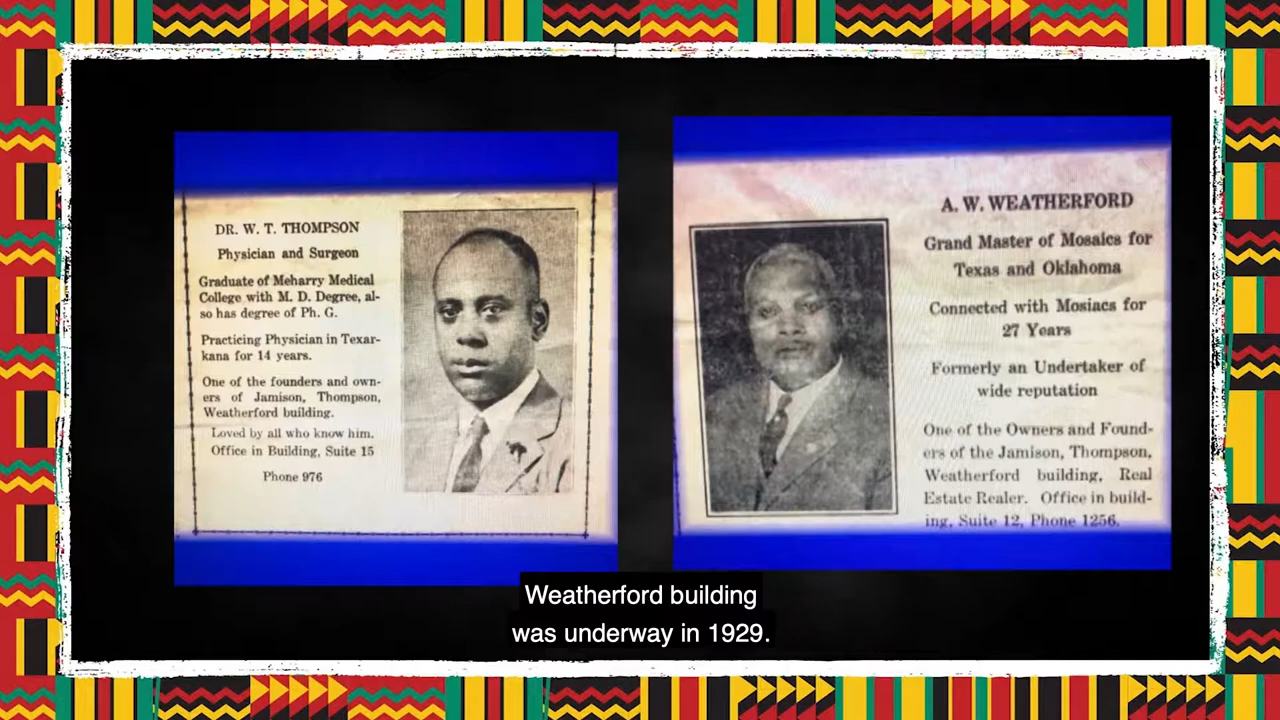 DR. W. T. THOMPSON
Physician and Surgeon
Graduate of Meharry Medical
College with M. D. Degree, al-
so has degree of Ph. G.
Practicing Physician in Texar-
kana for 14 years.
One of the founders and own-
ers of Jamison, Thompson,
Weatherford building.
Loved by all who know him.
Office in Building, Suite 15
Phone 976
A. W. WEATHERFORD
Grand Master of Mosaics for
Texas and Oklahoma
Connected with Mosiacs for
27 Years
Formerly an Undertaker of
wide reputation
One of the Owners and Found-
ers of the Jamison, Thompson,
Weatherford building, Real
Estate Realer. Office in build-
ing, Suite 12, Phone 1256.
Weatherford building
was underway in 1929.